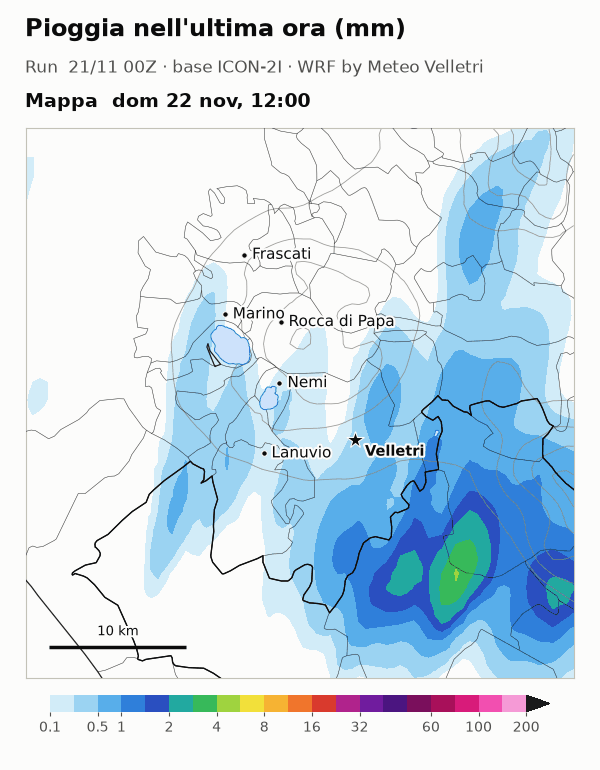 Pioggia nell'ultima ora (mm)
Run 21/11 00Z · base ICON-2I · WRF by Meteo Velletri
Mappa dom 22 nov, 12:00
Frascati
Marino
Rocca di Papa
Nemi
Velletri
Lanuvio
10 km
0.1 0.5 1 2 4 8 16 32 60 100 200